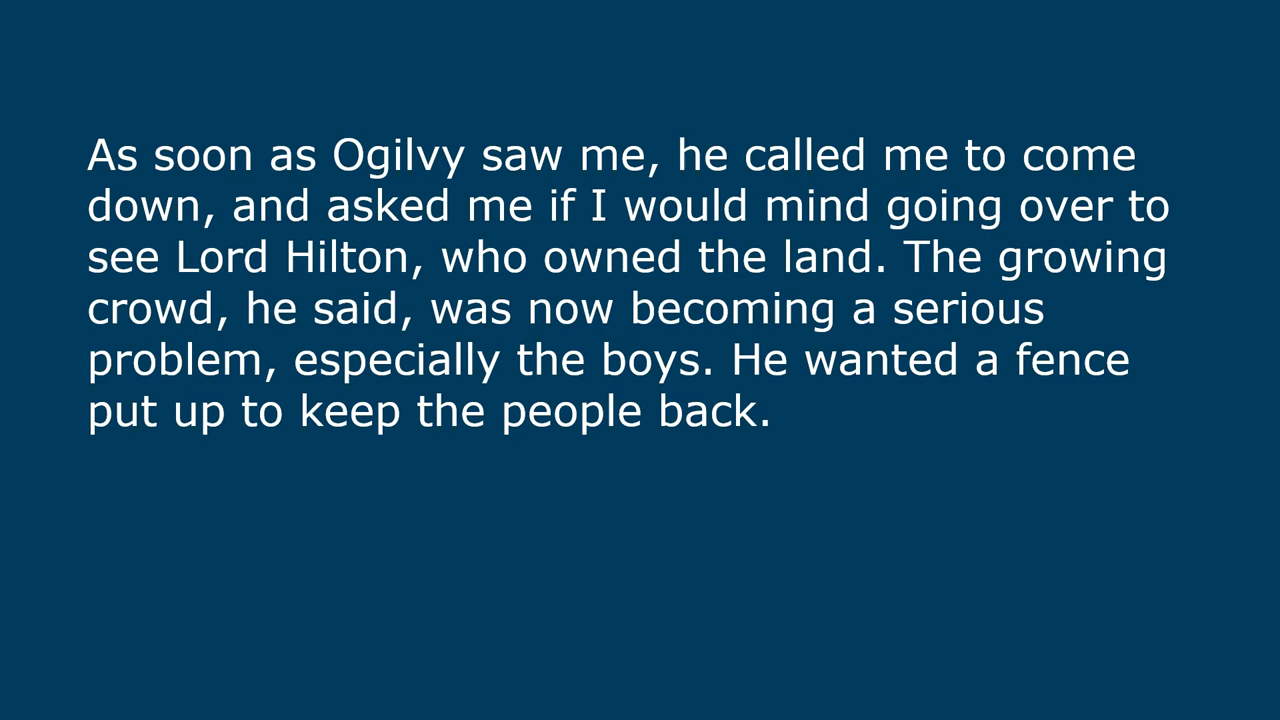 As soon as Ogilvy saw me, he called me to come
down, and asked me if I would mind going over to
see Lord Hilton, who owned the land. The growing
crowd, he said, was now becoming a serious
problem, especially the boys. He wanted a fence
put up to keep the people back.